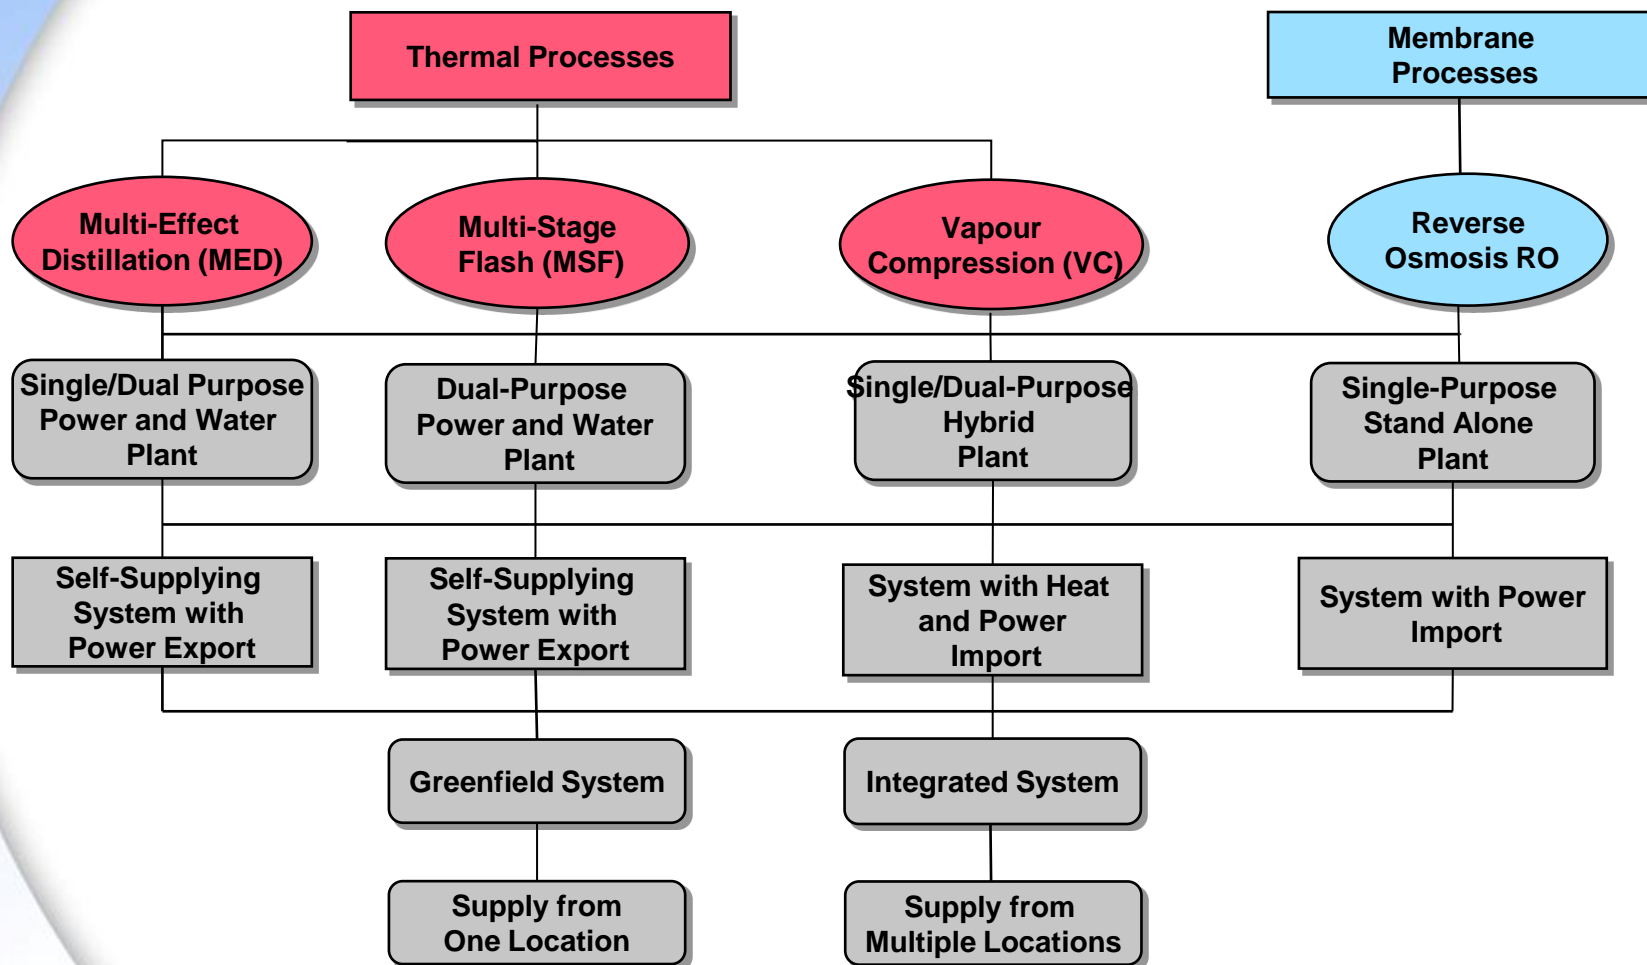 Thermal Processes
Membrane
Processes
Multi-Effect
Distillation (MED)
Multi-Stage
Flash (MSF)
Vapour
Compression (VC)
Reverse
Osmosis RO
Single/Dual Purpose
Power and Water
Plant
Dual-Purpose
Power and Water
Plant
Single/Dual-Purpose
Hybrid
Plant
Single-Purpose
Stand Alone
Plant
Self-Supplying
System with
Power Export
Self-Supplying
System with
Power Export
System with Heat
and Power
Import
System with Power
Import
Greenfield System
Integrated System
Supply from
One Location
Supply from
Multiple Locations